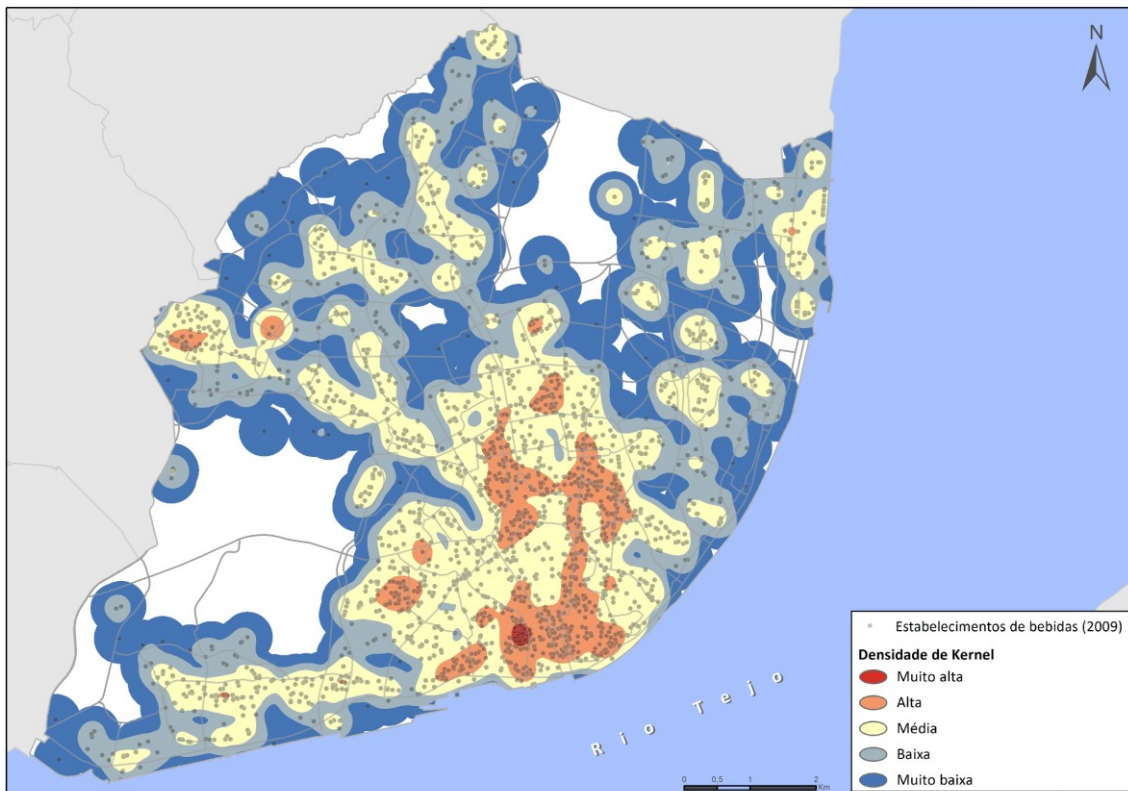 N
Rio Tejo
0 0,5 1 2
Km
Estabelecimentos de bebidas (2009)
Densidade de Kernel
Muito alta
Alta
Média
Baixa
Muito baixa